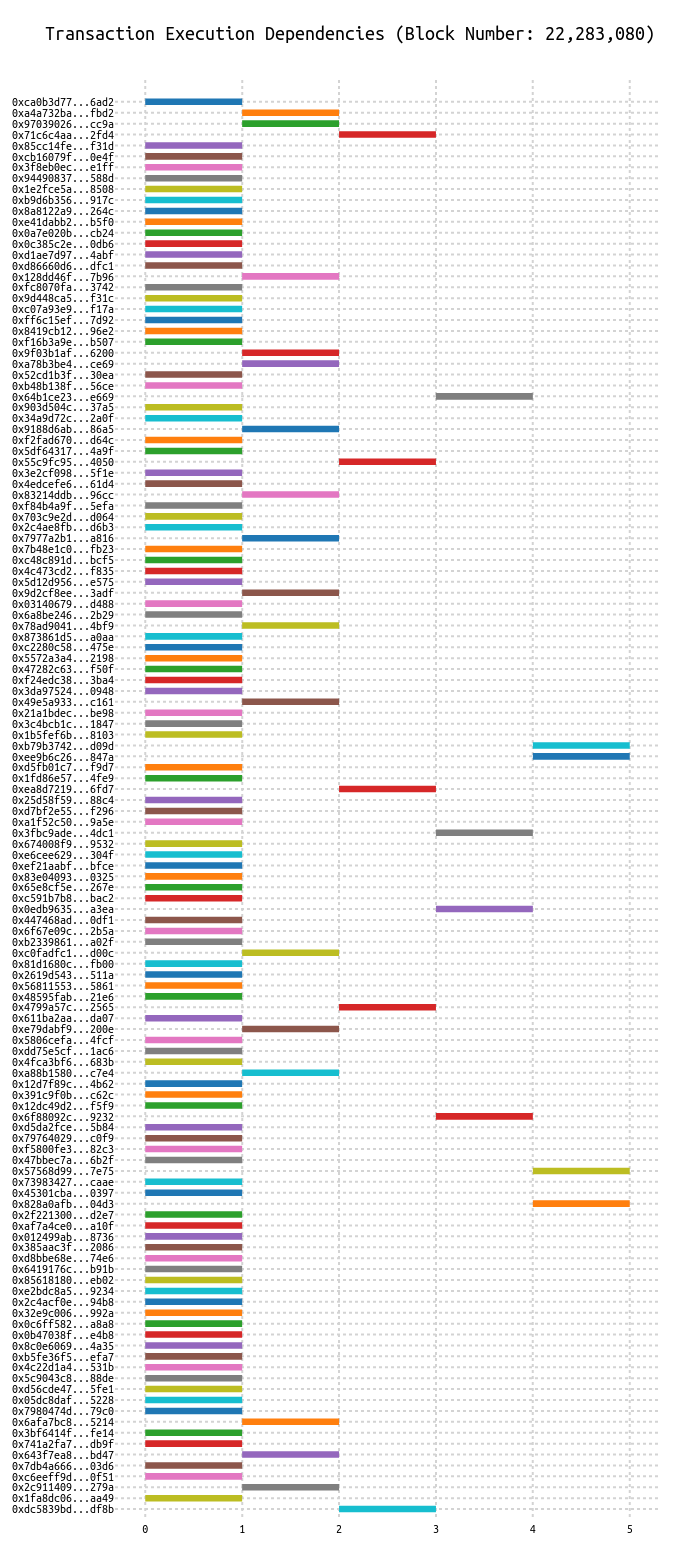 Transaction Execution Dependencies (Block Number: 22,283,080)
0xca0b3d77...6ad2
0xa4a732ba...fbd2
0x97039026...cc9a
0x71c6c4aa...2fd4
0x85cc14fe...f31d
0xcb16079f...0e4f
0x3f8eb0ec...e1ff
0x94490837...588d
0x1e2fce5a...8508
0xb9d6b356...917c
0x8a8122a9...264c
0xe41dabb2...b5f0
0x0a7e020b...cb24
0x0c385c2e...0db6
0xd1ae7d97...4abf
0xd86660d6...dfc1
0x128dd46f...7b96
0xfc8070fa...3742
0x9d448ca5...f31c
0xc07a93e9...f17a
0xff6c15ef...7d92
0x8419cb12...96e2
0xf16b3a9e...b507
0x9f03b1af...6200
0xa78b3be4...ce69
0x52cd1b3f...30ea
0xb48b138f...56ce
0x64b1ce23...e669
0x903d504c...37a5
0x34a9d72c...2a0f
0x9188d6ab...86a5
0xf2fad670...d64c
0x5df64317...4a9f
0x55c9fc95...4050
0x3e2cf098...5f1e
0x4edcefe6...61d4
0x83214ddb...96cc
0xf84b4a9f...5efa
0x703c9e2d...d064
0x2c4ae8fb...d6b3
0x7977a2b1...a816
0x7b48e1c0...fb23
0xc48c891d...bcf5
0x4c473cd2...f835
0x5d12d956...e575
0x9d2cf8ee...3adf
0x03140679...d488
0x6a8be246...2b29
0x78ad9041...4bf9
0x873861d5...a0aa
0xc2280c58...475e
0x5572a3a4...2198
0x47282c63...f50f
0xf24edc38...3ba4
0x3da97524...0948
0x49e5a933...c161
0x21a1bdec...be98
0x3c4bcb1c...1847
0x1b5fef6b...8103
0xb79b3742...d09d
0xee9b6c26...847a
0xd5fb01c7...f9d7
0x1fd86e57...4fe9
0xea8d7219...6fd7
0x25d58f59...88c4
0xd7bf2e55...f296
0xa1f52c50...9a5e
0x3fbc9ade...4dc1
0x674008f9...9532
0xe6cee629...304f
0xef21aabf...bfce
0x83e04093...0325
0x65e8cf5e...267e
0xc591b7b8...bac2
0x0edb9635...a3ea
0x447468ad...0df1
0x6f67e09c...2b5a
0xb2339861...a02f
0xc0fadfc1...d00c
0x81d1680c...fb00
0x2619d543...511a
0x56811553...5861
0x48595fab...21e6
0x4799a57c...2565
0x611ba2aa...da07
0xe79dabf9...200e
0x5806cefa...4fcf
0xdd75e5cf...1ac6
0x4fca3bf6...683b
0xa88b1580...c7e4
0x12d7f89c...4b62
0x391c9f0b...c62c
0x12dc49d2...f5f9
0x6f88092c...9232
0xd5da2fce...5b84
0x79764029...c0f9
0xf5800fe3...82c3
0x47bbec7a...6b2f
0x57568d99...7e75
0x73983427...caae
0x45301cba...0397
0x828a0afb...04d3
0x2f221300...d2e7
0xaf7a4ce0...a10f
0x012499ab...8736
0x385aac3f...2086
0xd8bbe68e...74e6
0x6419176c...b91b
0x85618180...eb02
0xe2bdc8a5...9234
0x2c4acf0e...94b8
0x32e9c006...992a
0x0c6ff582...a8a8
0x0b47038f...e4b8
0x8c0e6069...4a35
0xb5fe36f5...efa7
0x4c22d1a4...531b
0x5c9043c8...88de
0xd56cde47...5fe1
0x05dc8daf...5228
0x7980474d...79c0
0x6afa7bc8...5214
0x3bf6414f...fe14
0x741a2fa7...db9f
0x643f7ea8...bd47
0x7db4a666...03d6
0xc6eeff9d...0f51
0x2c911409...279a
0x1fa8dc06...aa49
0xdc5839bd...df8b
0 1 2 3 4 5